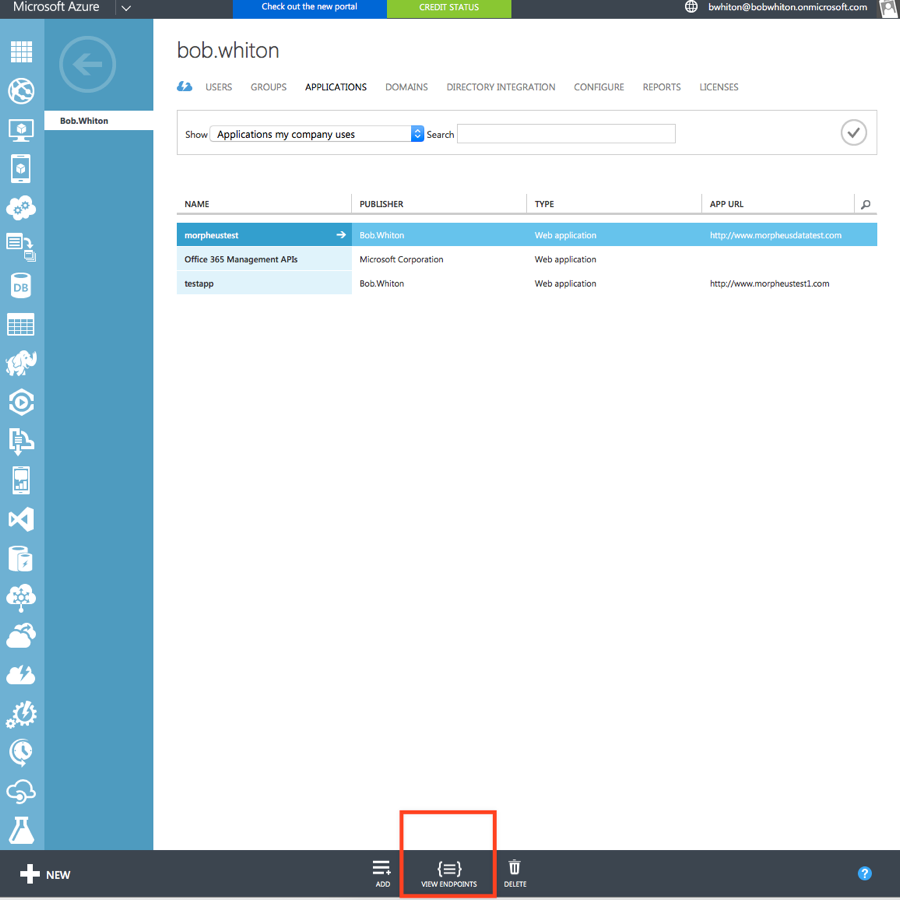 Microsoft Azure
Check out the new portal
CREDIT STATUS
bwhiton@bobwhiton.onmicrosoft.com
Bob.Whiton
bob.whiton
USERS GROUPS APPLICATIONS DOMAINS DIRECTORY INTEGRATION CONFIGURE REPORTS LICENSES
Show Applications my company uses Search
NAME PUBLISHER TYPE APP URL
morpheustest Bob.Whiton Web application http://www.morpheusdatatest.com
Office 365 Management APIs Microsoft Corporation Web application
testapp Bob.Whiton Web application http://www.morpheustest1.com
DB
NEW
ADD
VIEW ENDPOINTS
DELETE
?